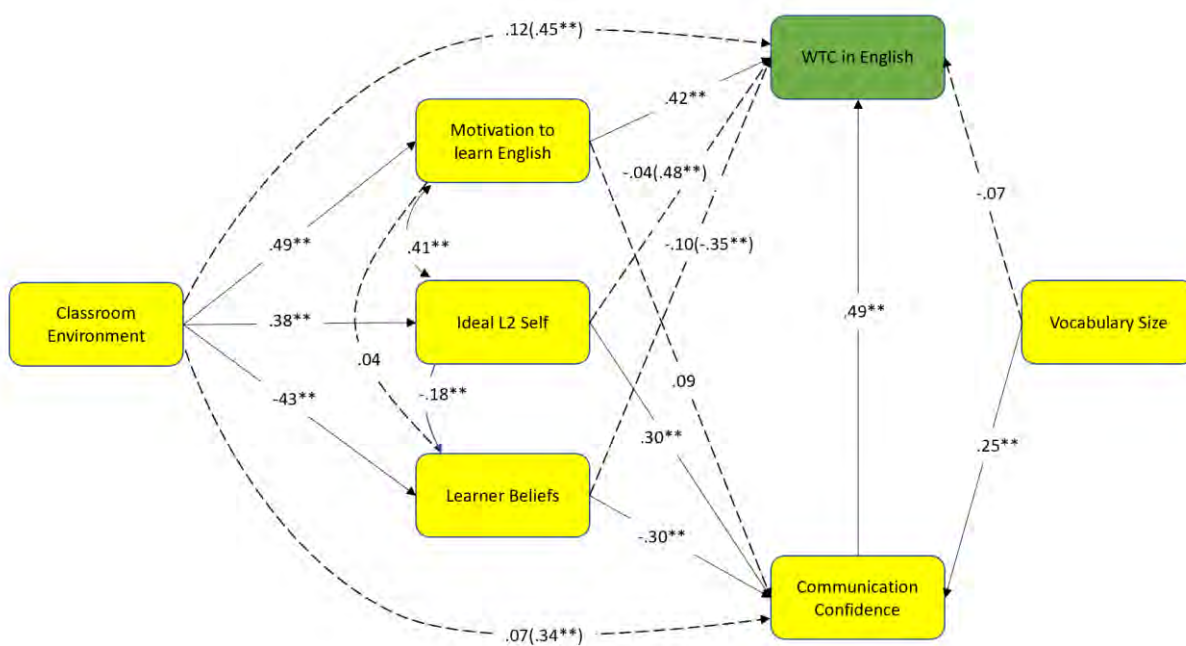 .12(.45**)
WTC in English
.42**
Motivation to
learn English
-.04(.48**)
-.07
-.10(-.35**)
.49**
.41**
Classroom
Environment
.38**
Ideal L2 Self
.49**
Vocabulary Size
.04
.09
-.18**
-.43**
.30**
.25**
Learner Beliefs
-.30**
Communication
Confidence
.07(.34**)